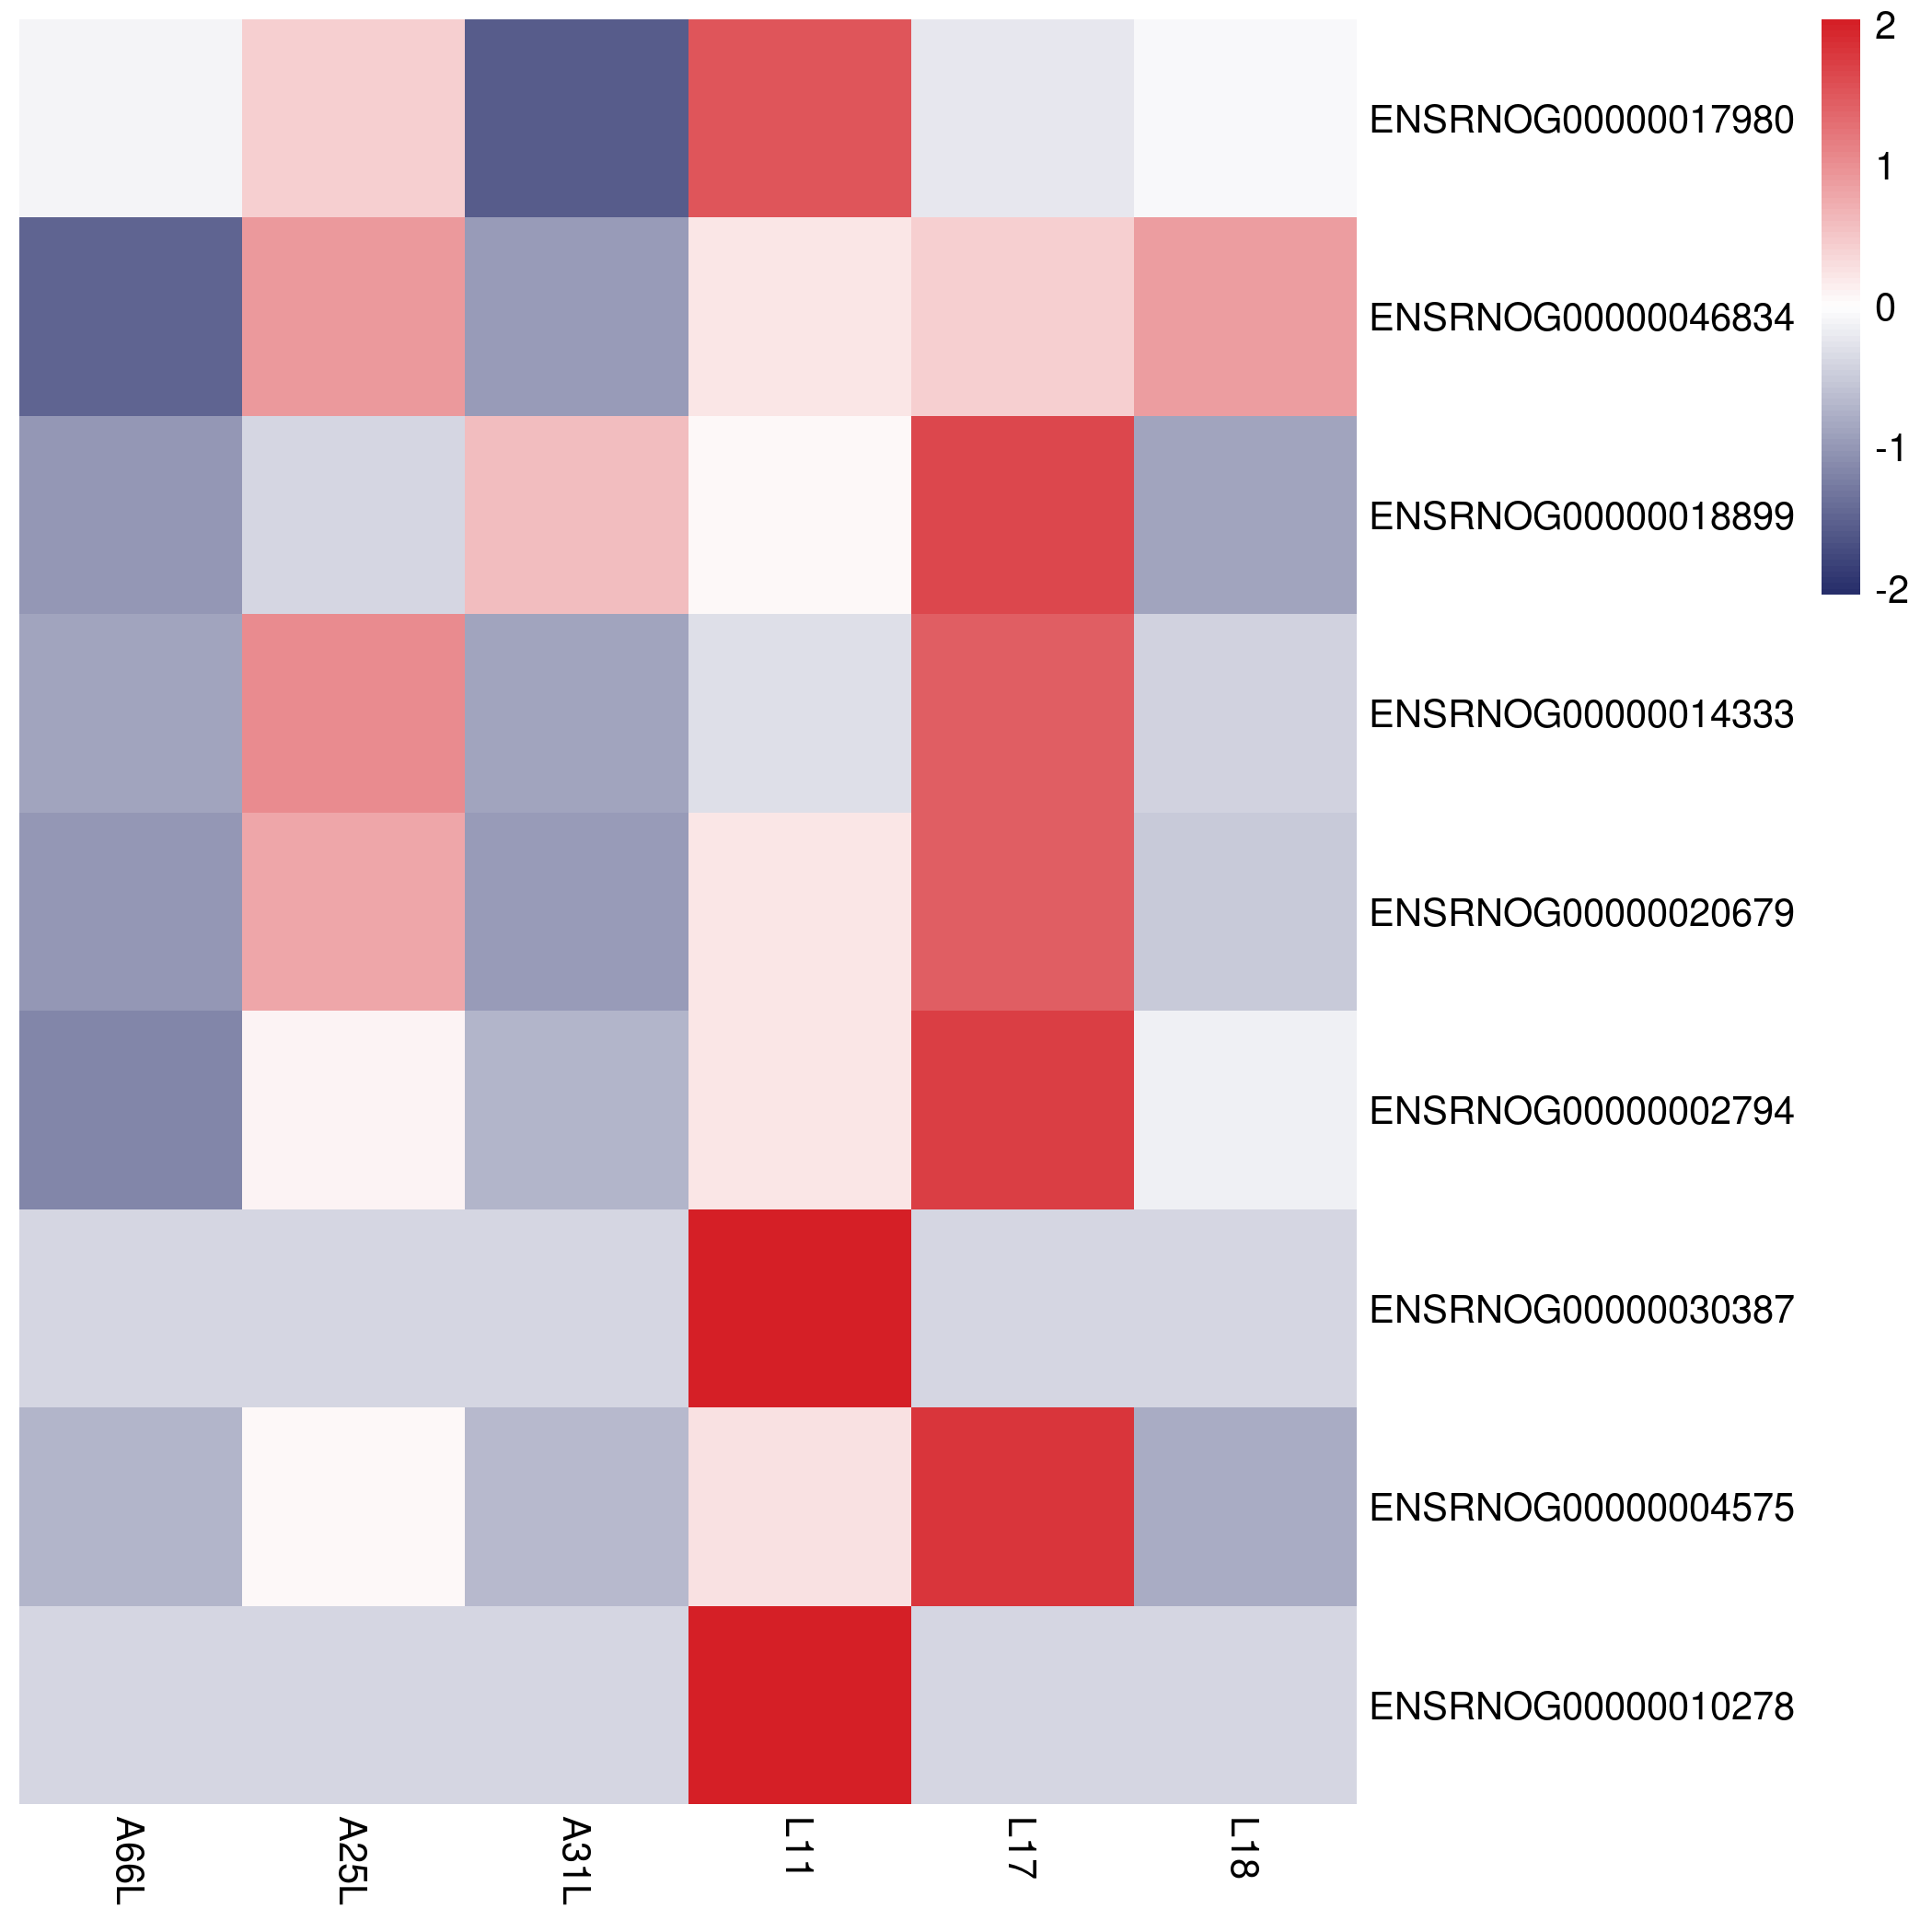 2
1
0
-1
-2
ENSRNOG00000017980
ENSRNOG00000046834
ENSRNOG00000018899
ENSRNOG00000014333
ENSRNOG00000020679
ENSRNOG00000002794
ENSRNOG00000030387
ENSRNOG00000004575
ENSRNOG00000010278
A66L
A25L
A31L
L11
L17
L18